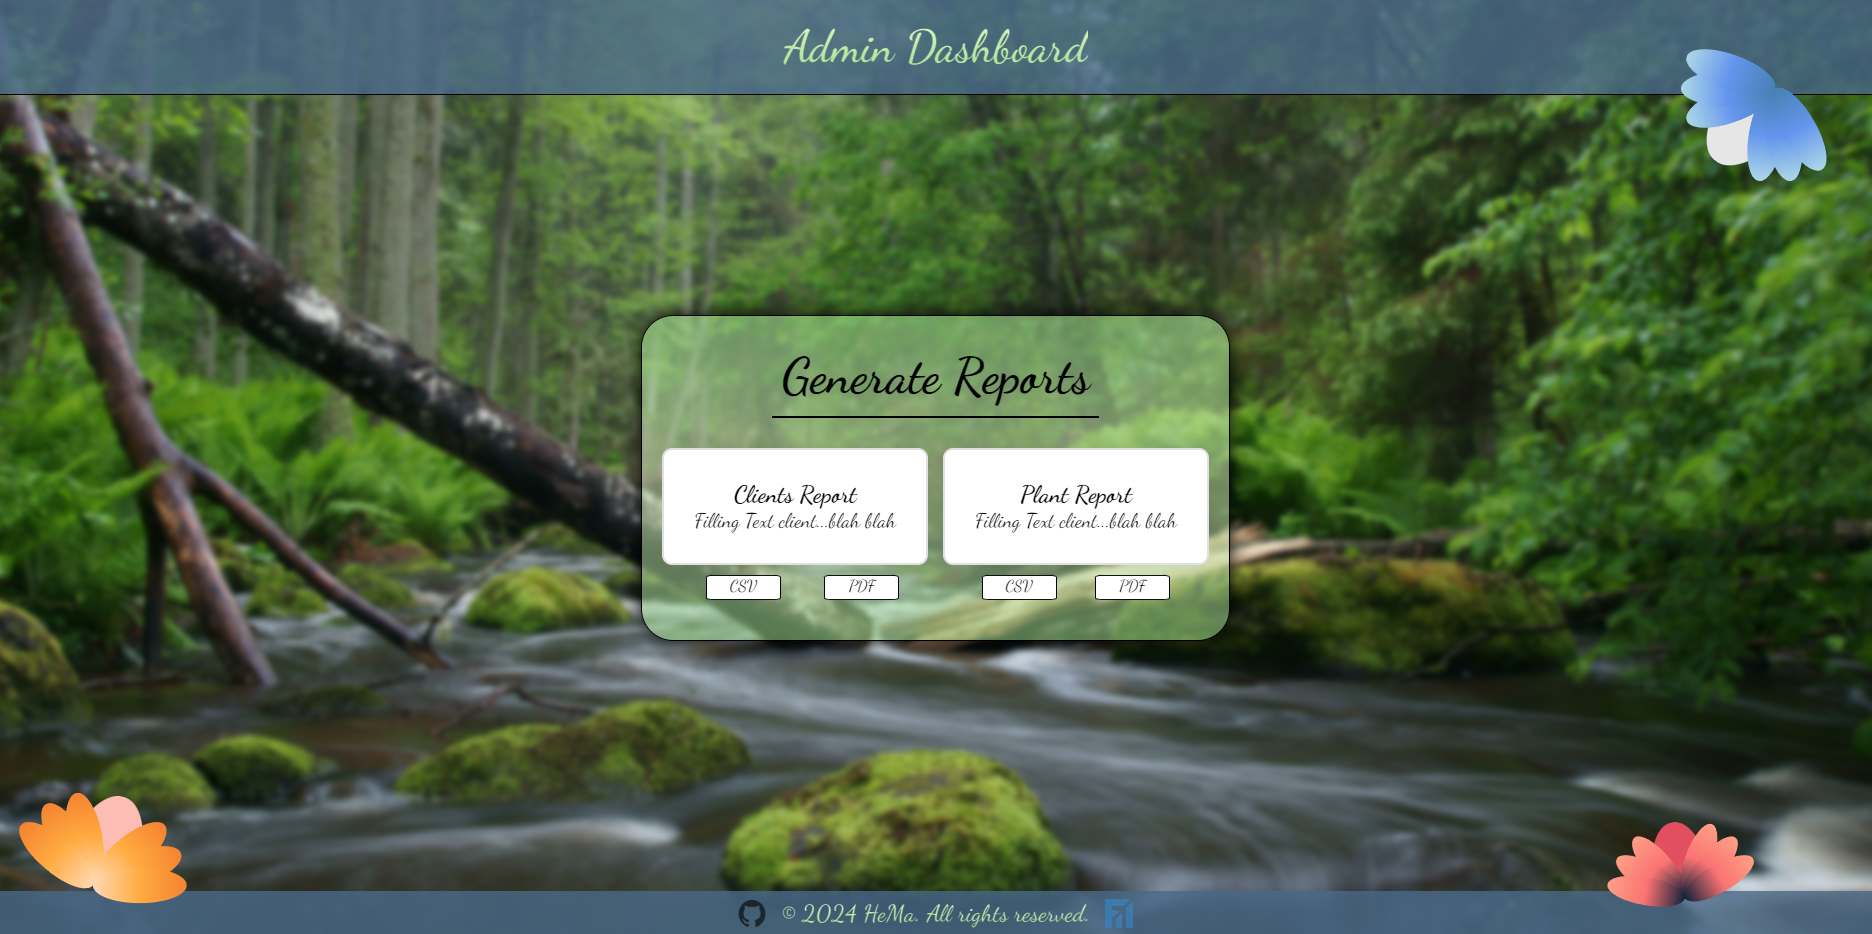 Admin Dashboard
Generate Reports
Clients Report
Filling Text client...blah blah
Plant Report
Filling Text client...blah blah
CSV
PDF
CSV
PDF
© 2024 HeMa. All rights reserved.